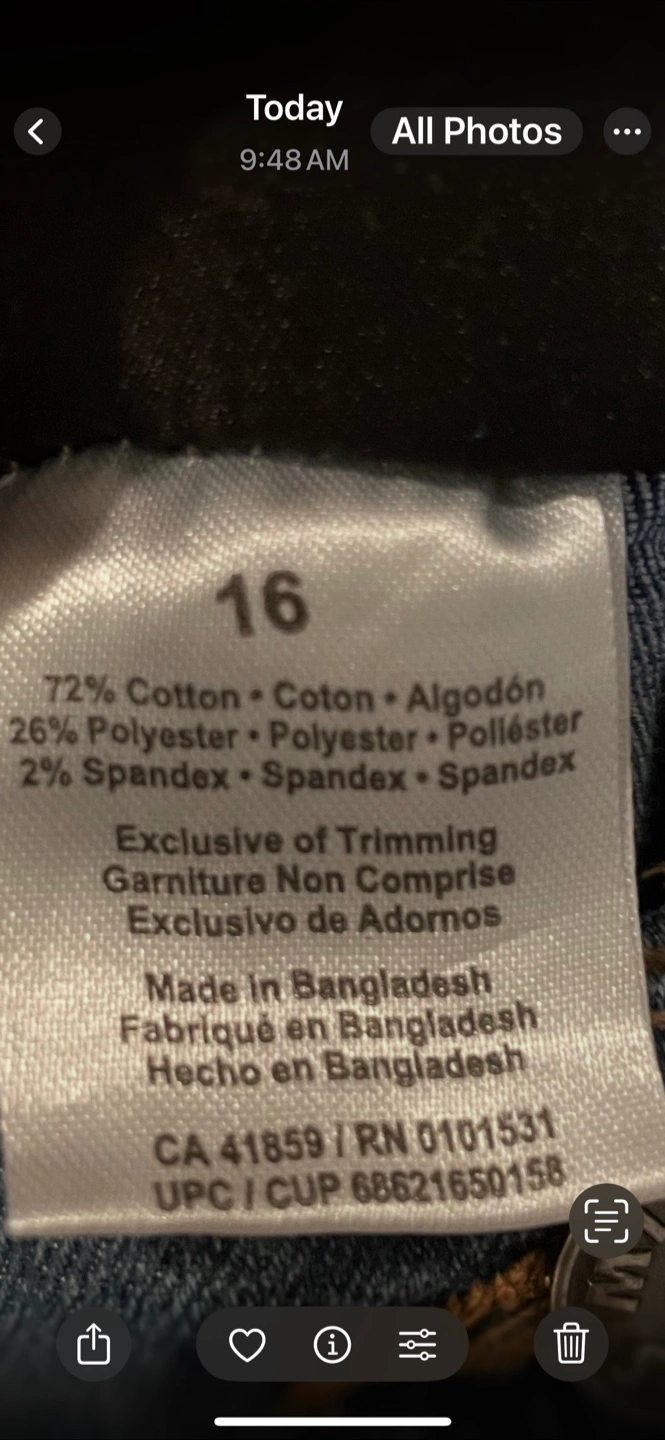 Today
9:48 AM
All Photos
16
72% Cotton • Coton • Algodón
26% Polyester • Polyester • Poliéster
2% Spandex • Spandex • Spandex
Exclusive of Trimming
Garniture Non Comprise
Exclusivo de Adornos
Made in Bangladesh
Fabriqué en Bangladesh
Hecho en Bangladesh
CA 41859 / RN 0101531
UPC / CUP 68621650158